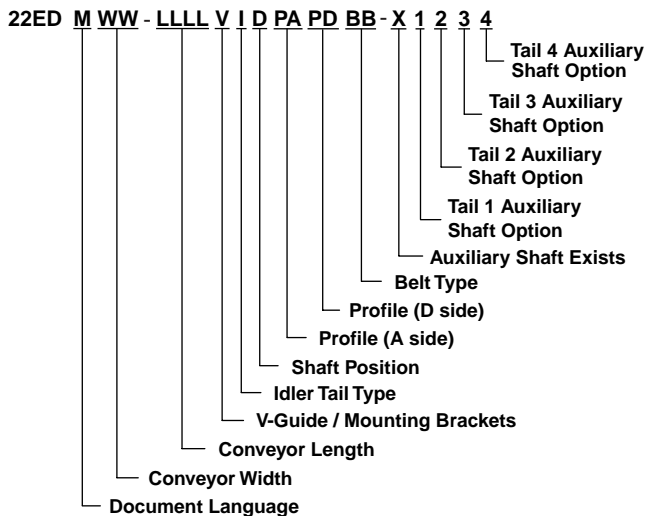 22ED M WW - LLLL V I D PA PD BB - X 1 2 3 4
Tail 4 Auxiliary
Shaft Option
Tail 3 Auxiliary
Shaft Option
Tail 2 Auxiliary
Shaft Option
Tail 1 Auxiliary
Shaft Option
Auxiliary Shaft Exists
Belt Type
Profile (D side)
Profile (A side)
Shaft Position
Idler Tail Type
V-Guide / Mounting Brackets
Conveyor Length
Conveyor Width
Document Language